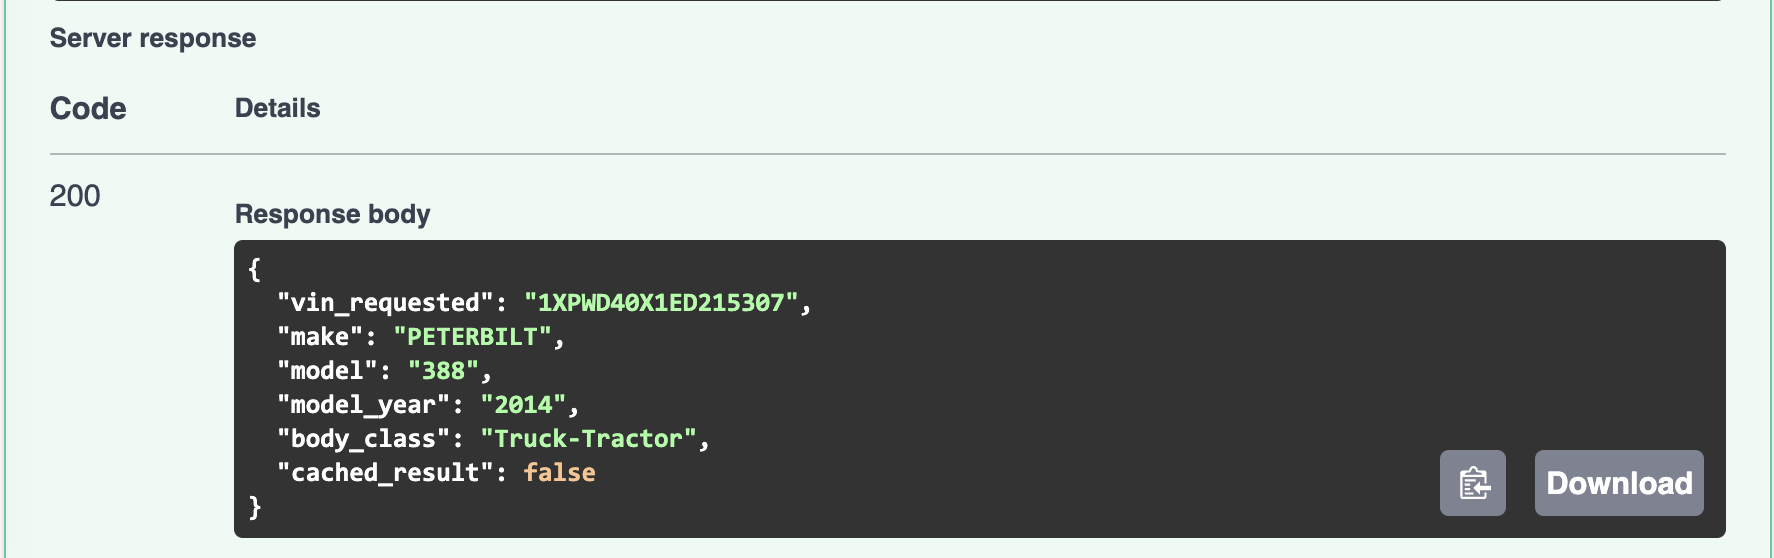 Server response
Code Details
200
Response body
{
"vin_requested": "1XPWD40X1ED215307",
"make": "PETERBILT",
"model": "388",
"model_year": "2014",
"body_class": "Truck-Tractor",
"cached_result": false
}
Download